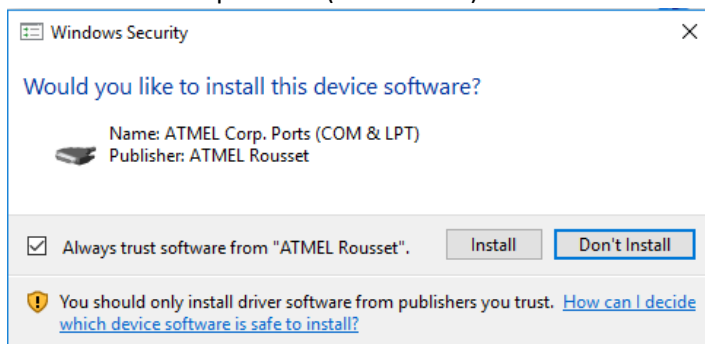 Windows Security
Would you like to install this device software?
Name: ATMEL Corp. Ports (COM & LPT)
Publisher: ATMEL Rousset
Always trust software from "ATMEL Rousset".
Install
Don't Install
You should only install driver software from publishers you trust. How can I decide
which device software is safe to install?